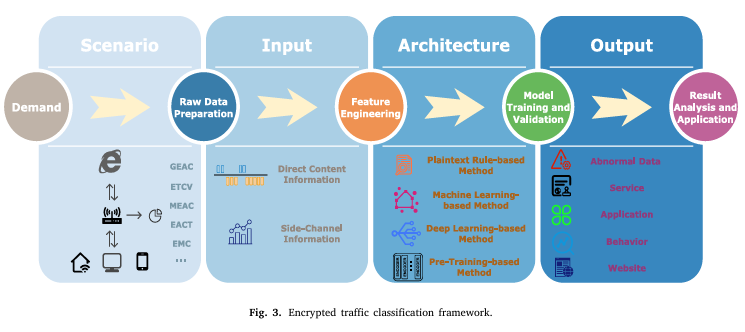 Scenario
Input
Architecture
Output
Demand
Raw Data
Preparation
Feature
Engineering
Model
Training and
Validation
Result
Analysis and
Application
GEAC
ETCV
MEAC
EACT
EMC
...
Direct Content
Information
Side-Channel
Information
Plaintext Rule-based
Method
Machine Learning-
based Method
Deep Learning-based
Method
Pre-Training-based
Method
Abnormal Data
Service
Application
Behavior
Website
Fig. 3. Encrypted traffic classification framework.